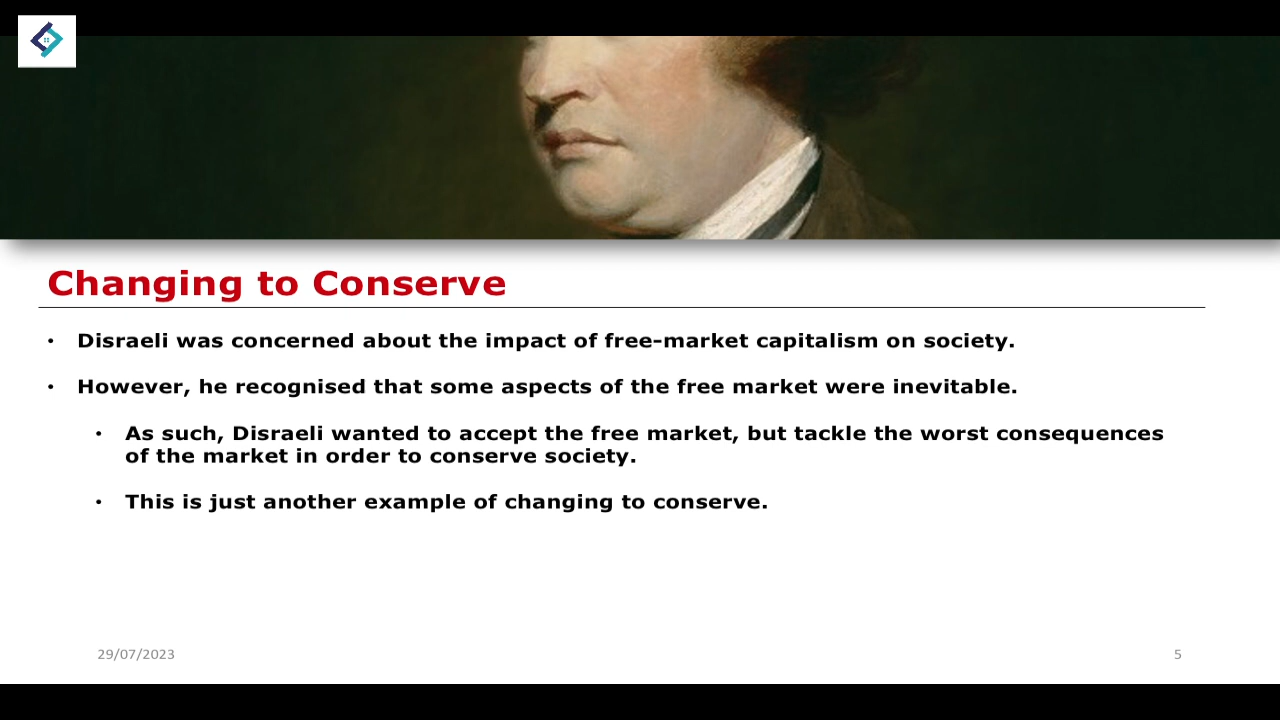 Changing to Conserve
• Disraeli was concerned about the impact of free-market capitalism on society.
• However, he recognised that some aspects of the free market were inevitable.
• As such, Disraeli wanted to accept the free market, but tackle the worst consequences
of the market in order to conserve society.
• This is just another example of changing to conserve.
29/07/2023
5